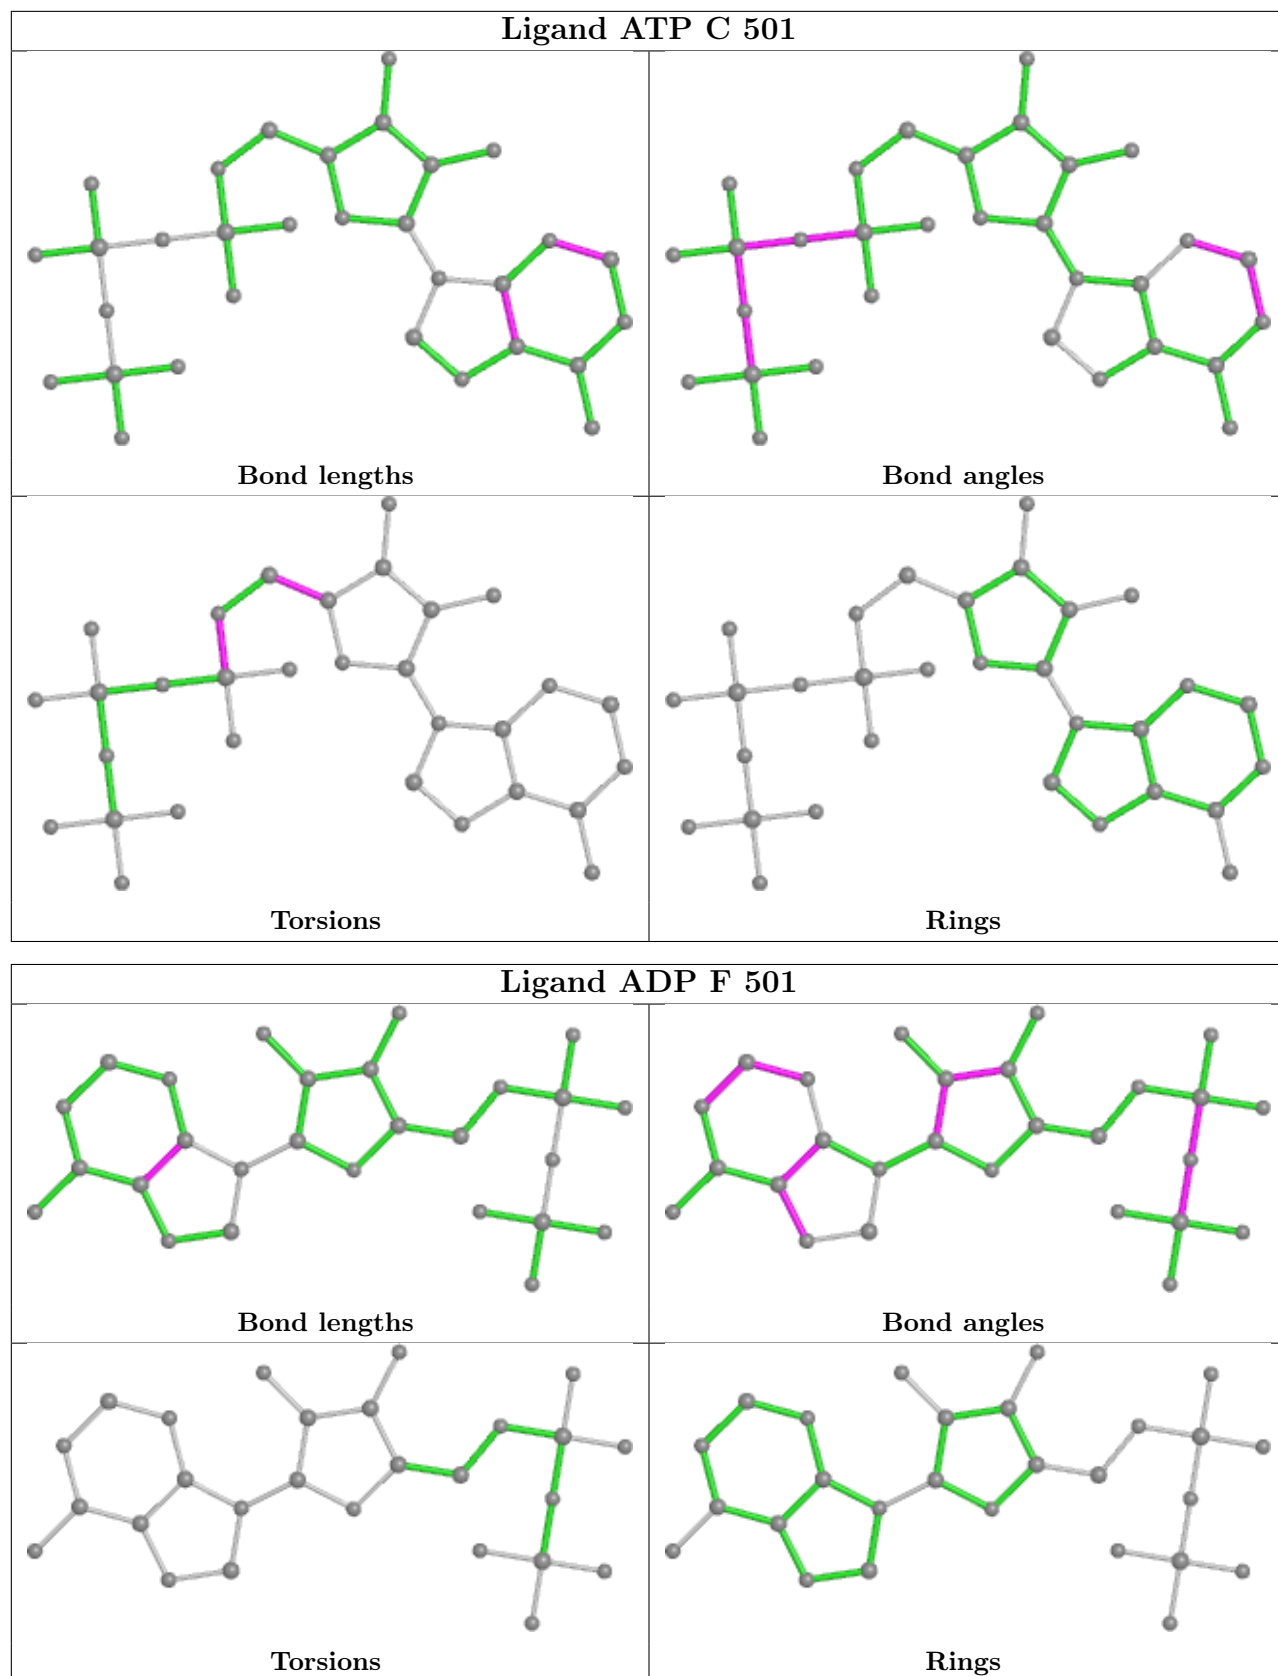 Ligand ATP C 501
Bond lengths
Bond angles
Torsions
Rings
Ligand ADP F 501
Bond lengths
Bond angles
Torsions
Rings